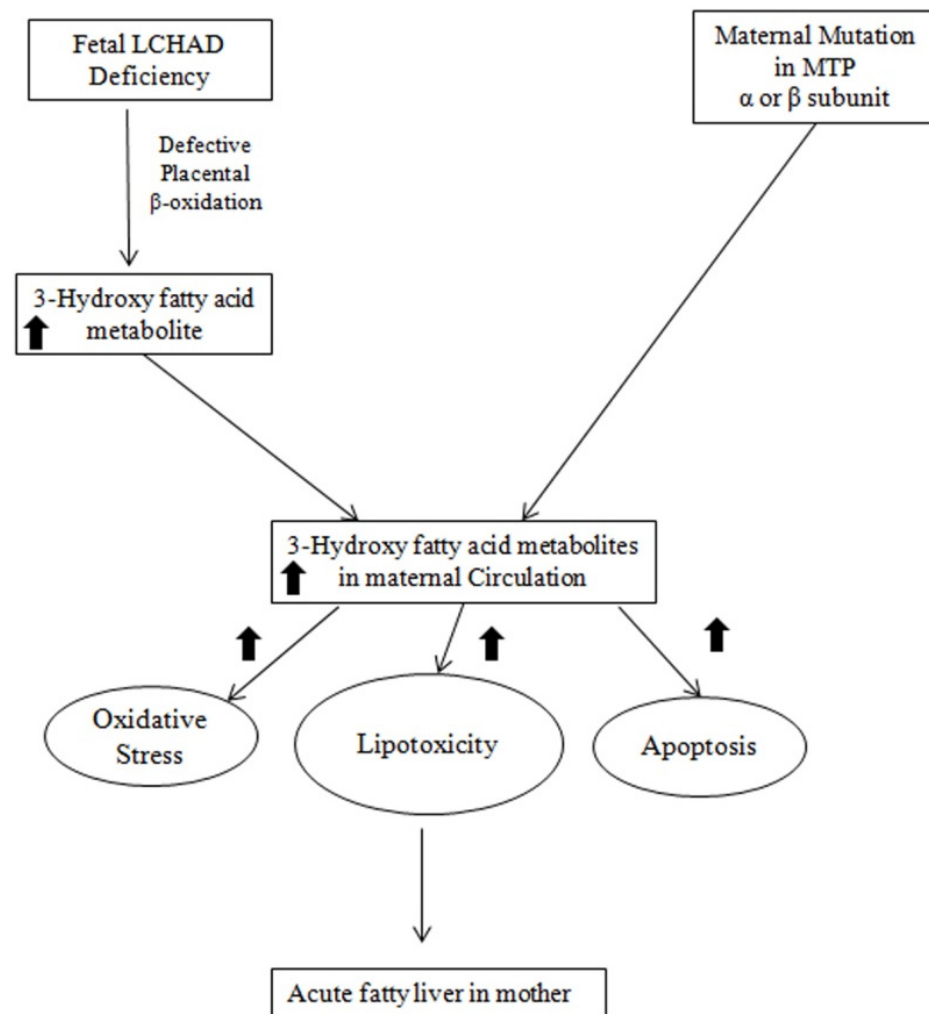 Fetal LCHAD
Deficiency
Maternal Mutation
in MTP
α or β subunit
Defective
Placental
β-oxidation
3-Hydroxy fatty acid
metabolite
3-Hydroxy fatty acid metabolites
in maternal Circulation
Oxidative
Stress
Lipotoxicity
Apoptosis
Acute fatty liver in mother